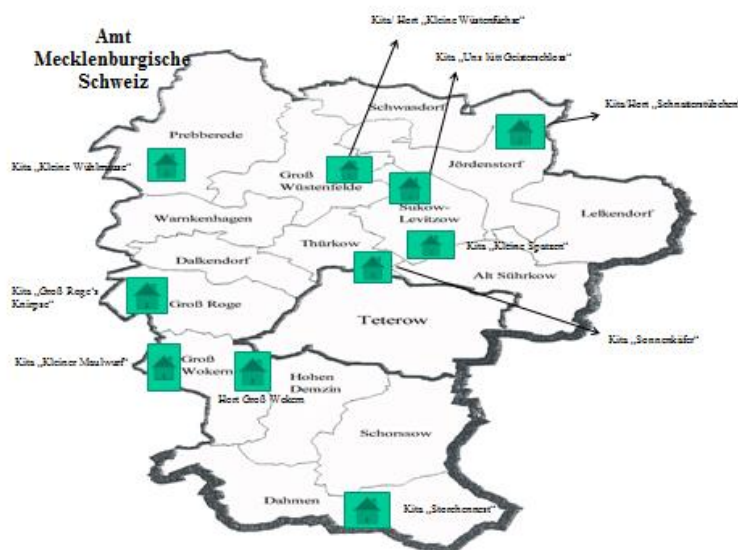 Amt
Mecklenburgische
Schweiz
Kita/ Hort „Kleine Wüstenfüchse“
Kita „Uns lütt Geisterschloss“
Kita/Hort „Schnatterstübchen“
Schwasdorf
Prebberede
Jördenstorf
Kita „Kleine Wühlmäuse“
Groß
Wüstenfelde
Sukow-
Levitzow
Lelkendorf
Warnkenhagen
Thürkow
Kita „Kleine Spatzen“
Dalkendorf
Alt Sührkow
Kita „Groß Roge's
Knirpse“
Groß Roge
Teterow
Kita „Sonnenkäfer“
Kita „Kleiner Maulwurf“
Groß
Wokern
Hohen
Demzin
Hort Groß Wokern
Schorssow
Dahmen
Kita „Storchennest“